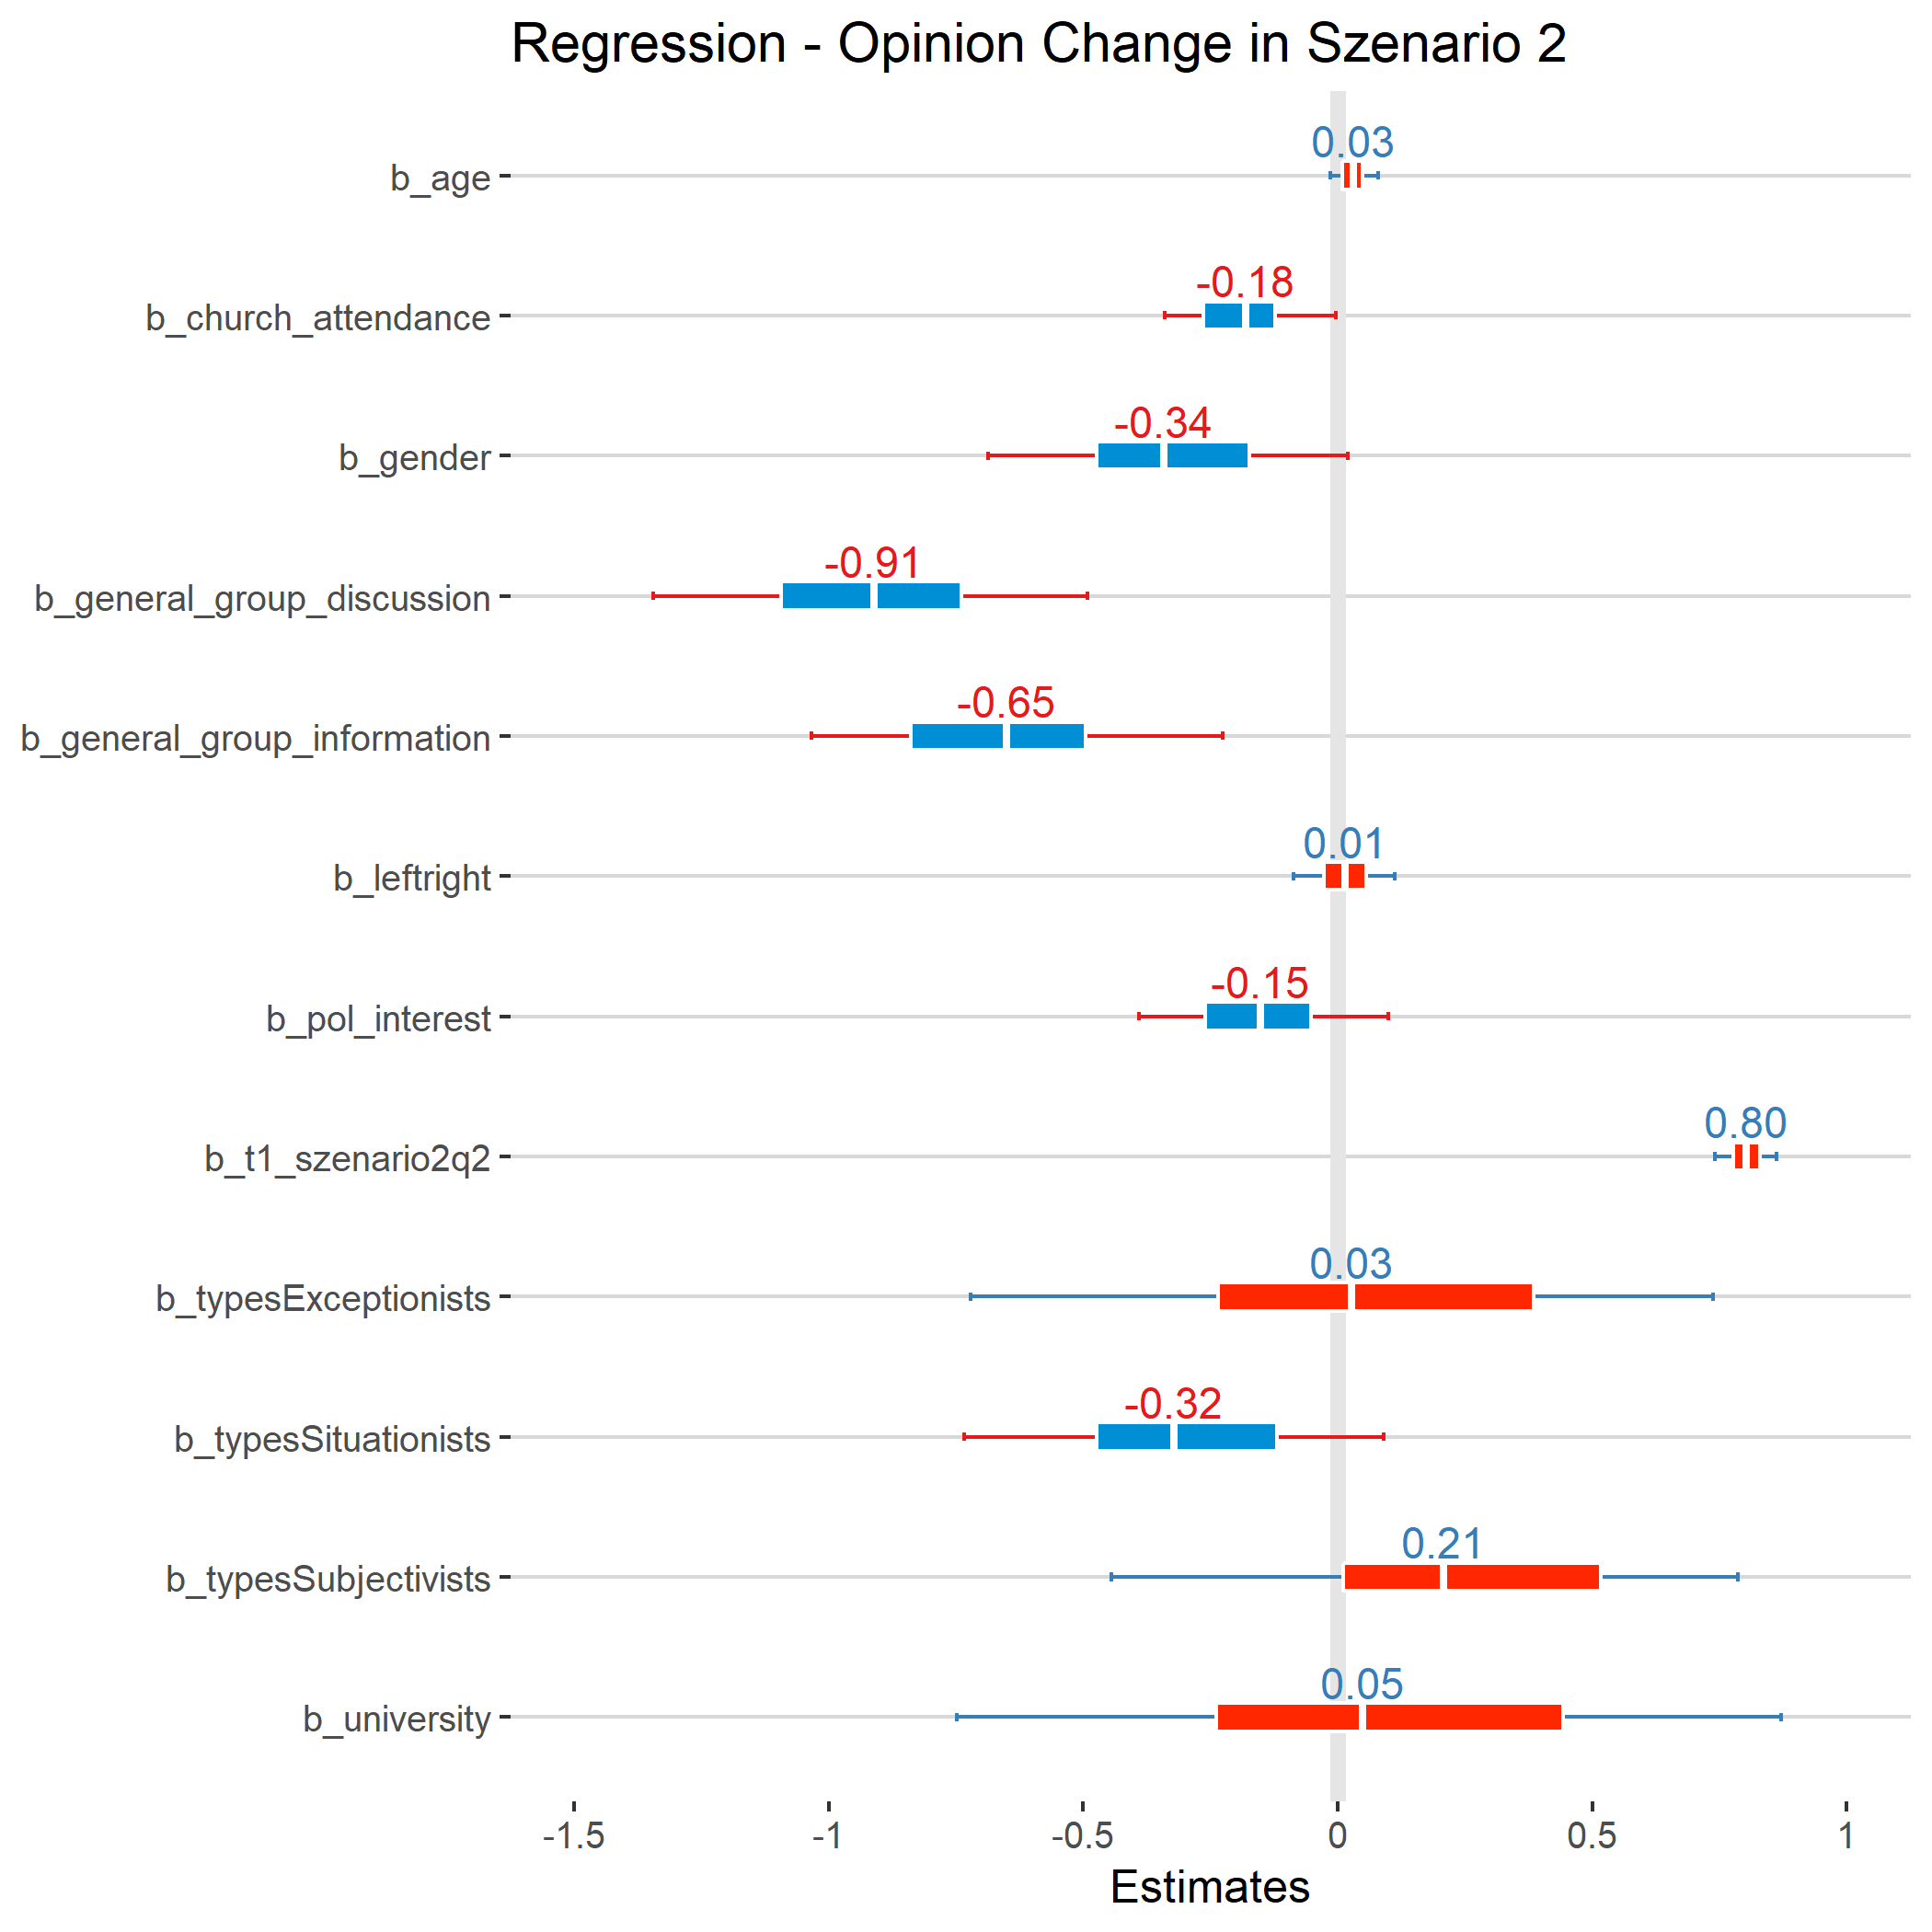 Regression - Opinion Change in Szenario 2
b_age
0.03
b_church_attendance
-0.18
b_gender
-0.34
b_general_group_discussion
-0.91
b_general_group_information
-0.65
b_leftright
0.01
b_pol_interest
-0.15
b_t1_szenario2q2
0.80
b_typesExceptionists
0.03
b_typesSituationists
-0.32
b_typesSubjectivists
0.21
b_university
0.05
-1.5 -1 -0.5 0 0.5 1
Estimates